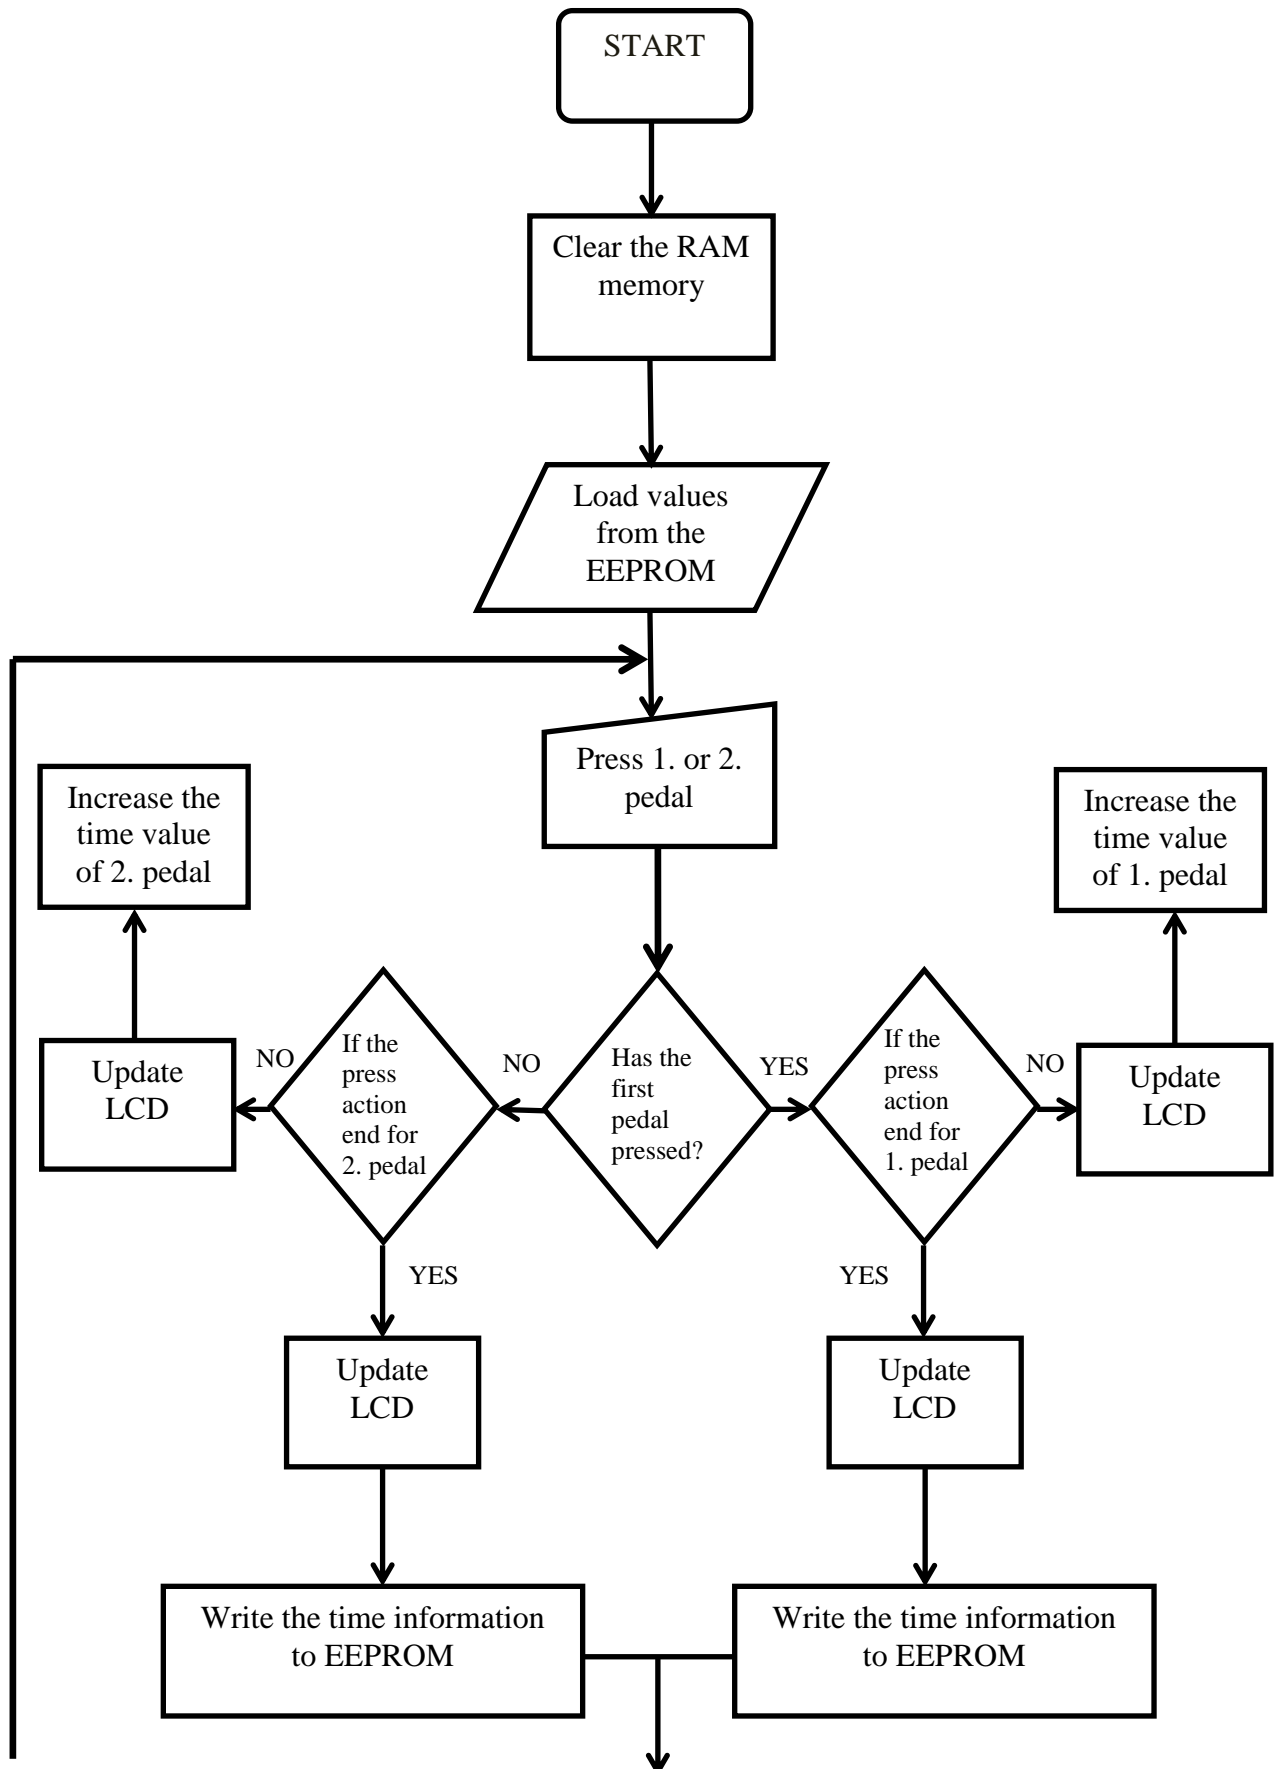 START
Clear the RAM
memory
Load values
from the
EEPROM
Press 1. or 2.
pedal
Increase the
time value
of 2. pedal
Increase the
time value
of 1. pedal
Update
LCD
NO
If the
press
action
end for
2. pedal
NO
Has the
first
pedal
pressed?
YES
If the
press
action
end for
1. pedal
NO
Update
LCD
YES
YES
Update
LCD
Update
LCD
Write the time information
to EEPROM
Write the time information
to EEPROM